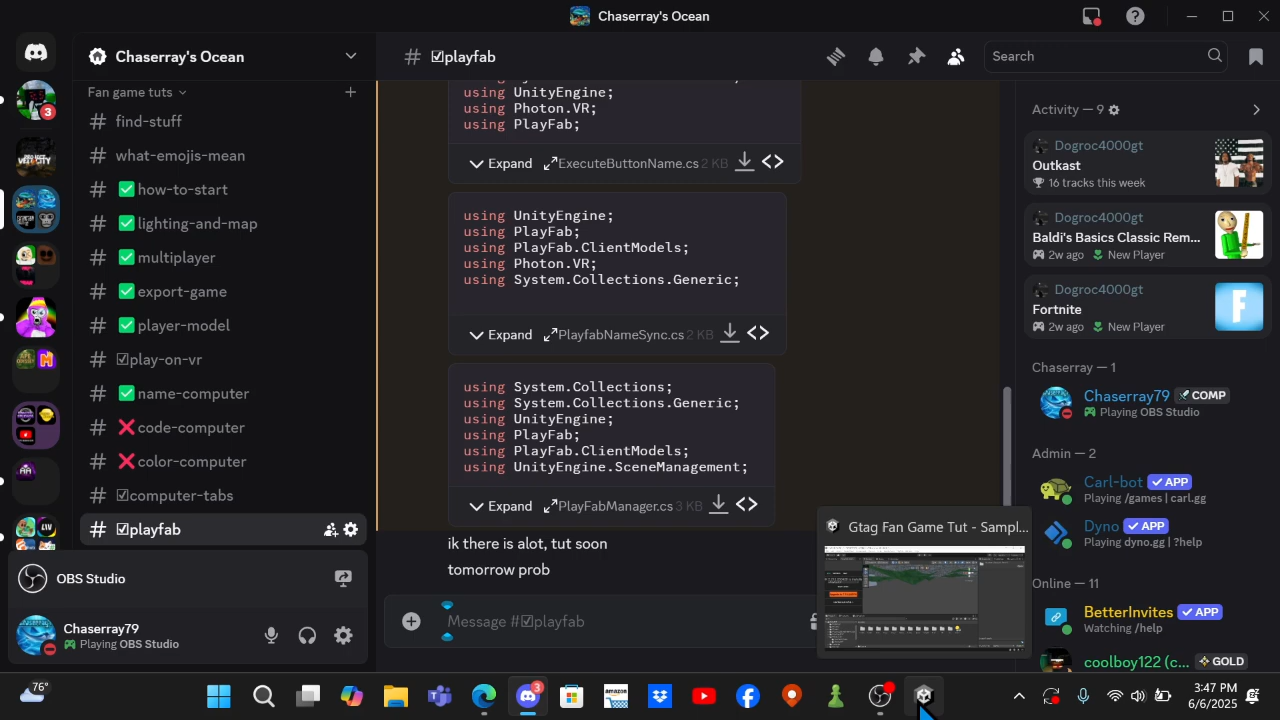 Chaserray's Ocean
3
Chaserray's Ocean
Fan game tuts
# find-stuff
# what-emojis-mean
# ✅how-to-start
# ✅lighting-and-map
# ✅multiplayer
# ✅export-game
# ✅player-model
# ☑play-on-vr
# ✅name-computer
# ❌code-computer
# ❌color-computer
# ☑computer-tabs
# ☑playfab
OBS Studio
Chaserray79
Playing OBS Studio
# ☑playfab
Search
using UnityEngine;
using Photon.VR;
using PlayFab;
Expand ExecuteButtonName.cs 2 KB
using UnityEngine;
using PlayFab;
using PlayFab.ClientModels;
using Photon.VR;
using System.Collections.Generic;
Expand PlayfabNameSync.cs 2 KB
using System.Collections;
using System.Collections.Generic;
using UnityEngine;
using PlayFab;
using PlayFab.ClientModels;
using UnityEngine.SceneManagement;
Expand PlayFabManager.cs 3 KB
ik there is alot, tut soon
tomorrow prob
Message #☑playfab
Gtag Fan Game Tut - Sampl...
Activity — 9
Dogroc4000gt
Outkast
16 tracks this week
Dogroc4000gt
Baldi's Basics Classic Rem...
2w ago New Player
Dogroc4000gt
Fortnite
2w ago New Player
Chaserray — 1
Chaserray79 COMP
Playing OBS Studio
Admin — 2
Carl-bot ✓ APP
Playing /games | carl.gg
Dyno ✓ APP
Playing dyno.gg | ?help
Online — 11
BetterInvites ✓ APP
Watching /help
coolboy122 (c... GOLD
76°
amazon
3
3:47 PM
6/6/2025